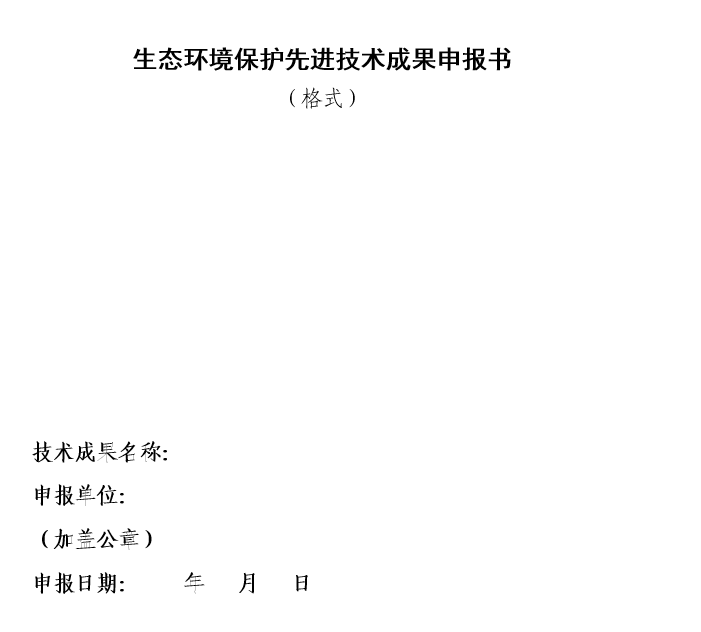 生态环境保护先进技术成果申报书
（格式）
技术成果名称:
申报单位:
（加盖公章）
申报日期: 年 月 日